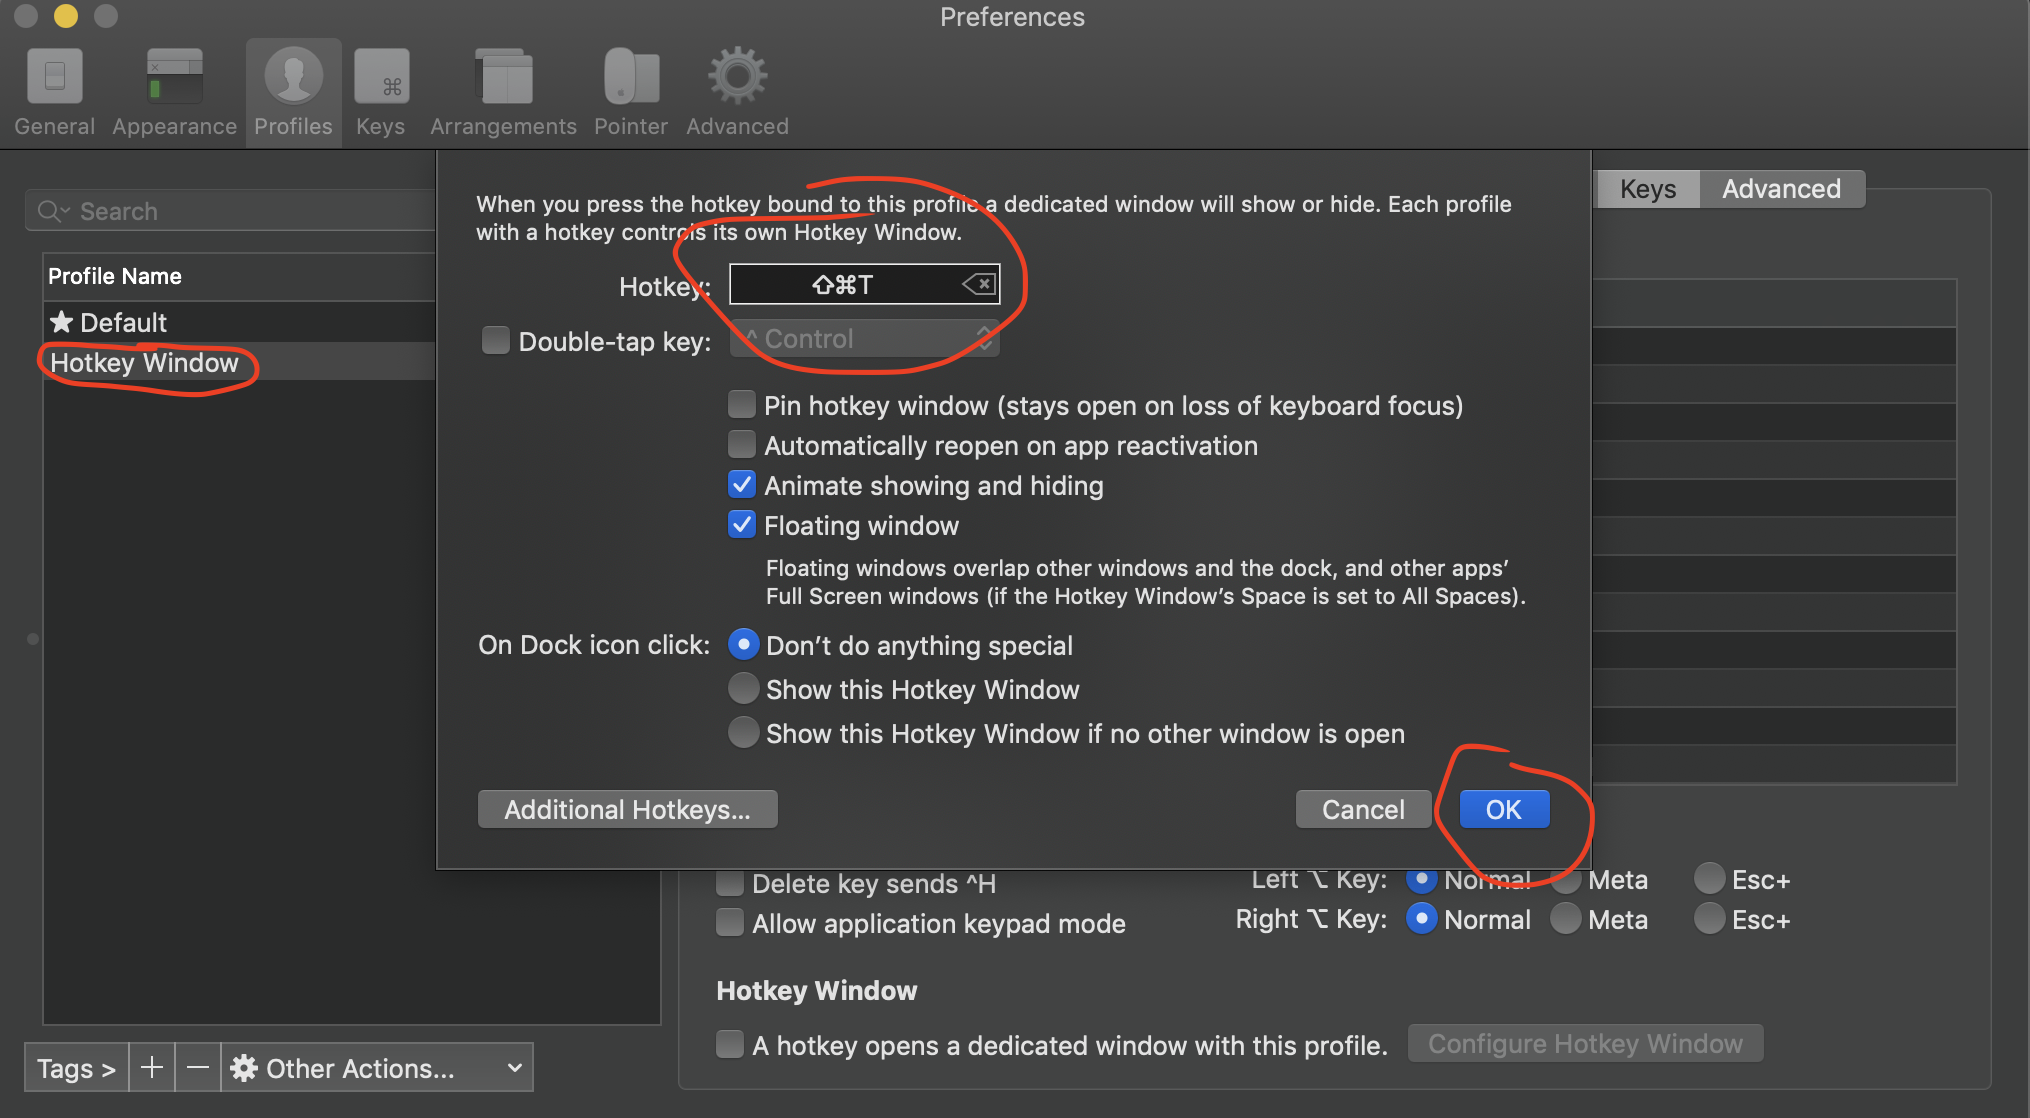 Preferences
General Appearance Profiles Keys Arrangements Pointer Advanced
Search
Keys Advanced
Profile Name
★ Default
Hotkey Window
When you press the hotkey bound to this profile a dedicated window will show or hide. Each profile
with a hotkey controls its own Hotkey Window.
Hotkey: ⇧⌘T
Double-tap key: ^ Control
Pin hotkey window (stays open on loss of keyboard focus)
Automatically reopen on app reactivation
Animate showing and hiding
Floating window
Floating windows overlap other windows and the dock, and other apps’
Full Screen windows (if the Hotkey Window’s Space is set to All Spaces).
On Dock icon click: Don’t do anything special
Show this Hotkey Window
Show this Hotkey Window if no other window is open
Additional Hotkeys... Cancel OK
Delete key sends ^H Left ⌥ Key: Normal Meta Esc+
Allow application keypad mode Right ⌥ Key: Normal Meta Esc+
Hotkey Window
A hotkey opens a dedicated window with this profile. Configure Hotkey Window
Tags > + — Other Actions...